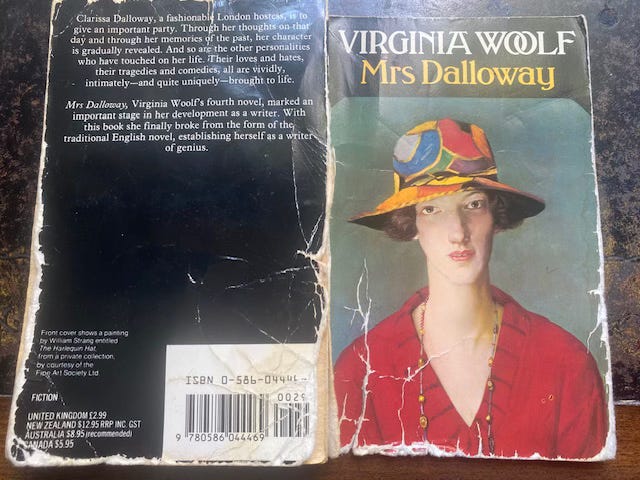 Clarissa Dalloway, a fashionable London hostess, is to
give an important party. Through her thoughts on that
day and through her memories of the past, her character
is gradually revealed. And so are the other personalities
who have touched on her life. Their loves and hates,
their tragedies and comedies, all are vividly,
intimately—and quite uniquely—brought to life.
Mrs Dalloway, Virginia Woolf's fourth novel, marked an
important stage in her development as a writer. With
this book she finally broke from the form of the
traditional English novel, establishing herself as a writer
of genius.
Front cover shows a painting
by William Strang entitled
The Harlequin Hat,
from a private collection,
by courtesy of the
Fine Art Society Ltd.
FICTION
UNITED KINGDOM £2.99
NEW ZEALAND $12.95 RRP INC. GST
AUSTRALIA $8.95 (recommended)
CANADA $5.95
ISBN 0-586-04446-
0029
9 780586 044469
VIRGINIA WOOLF
Mrs Dalloway